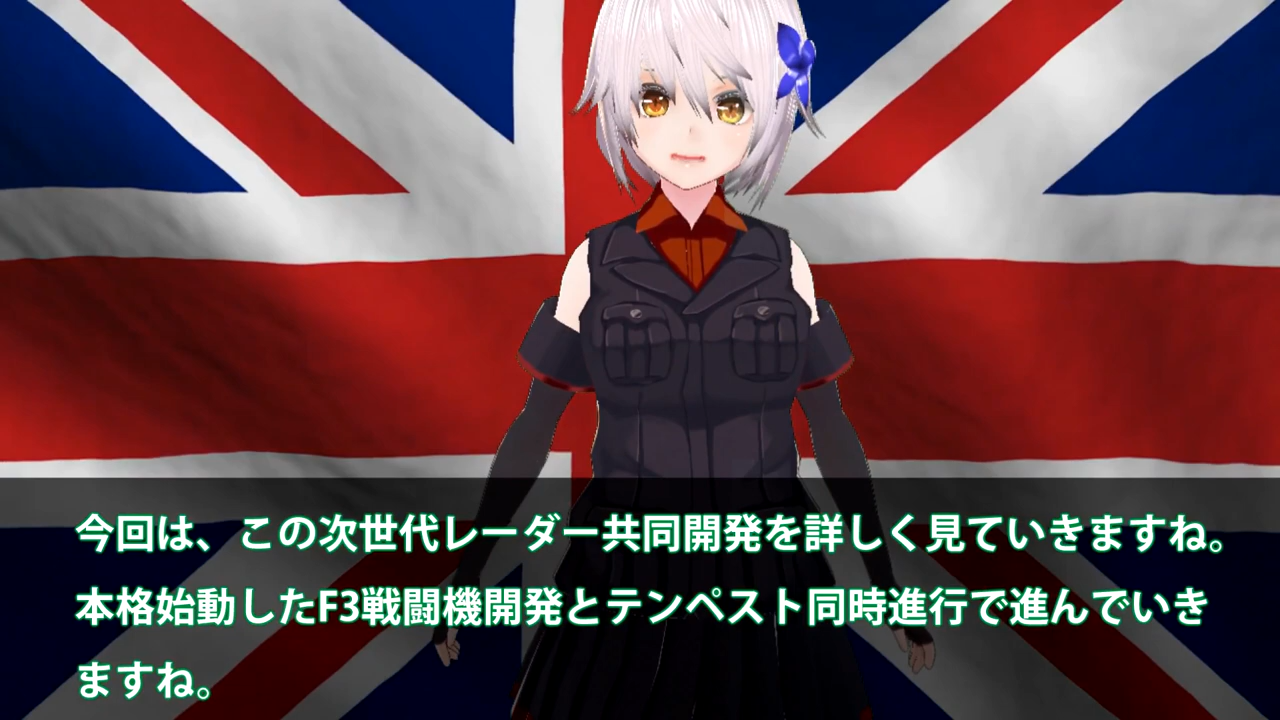 今回は、この次世代レーダー共同開発を詳しく見ていきますね。
本格始動したF3戦闘機開発とテンペスト同時進行で進んでいき
ますね。